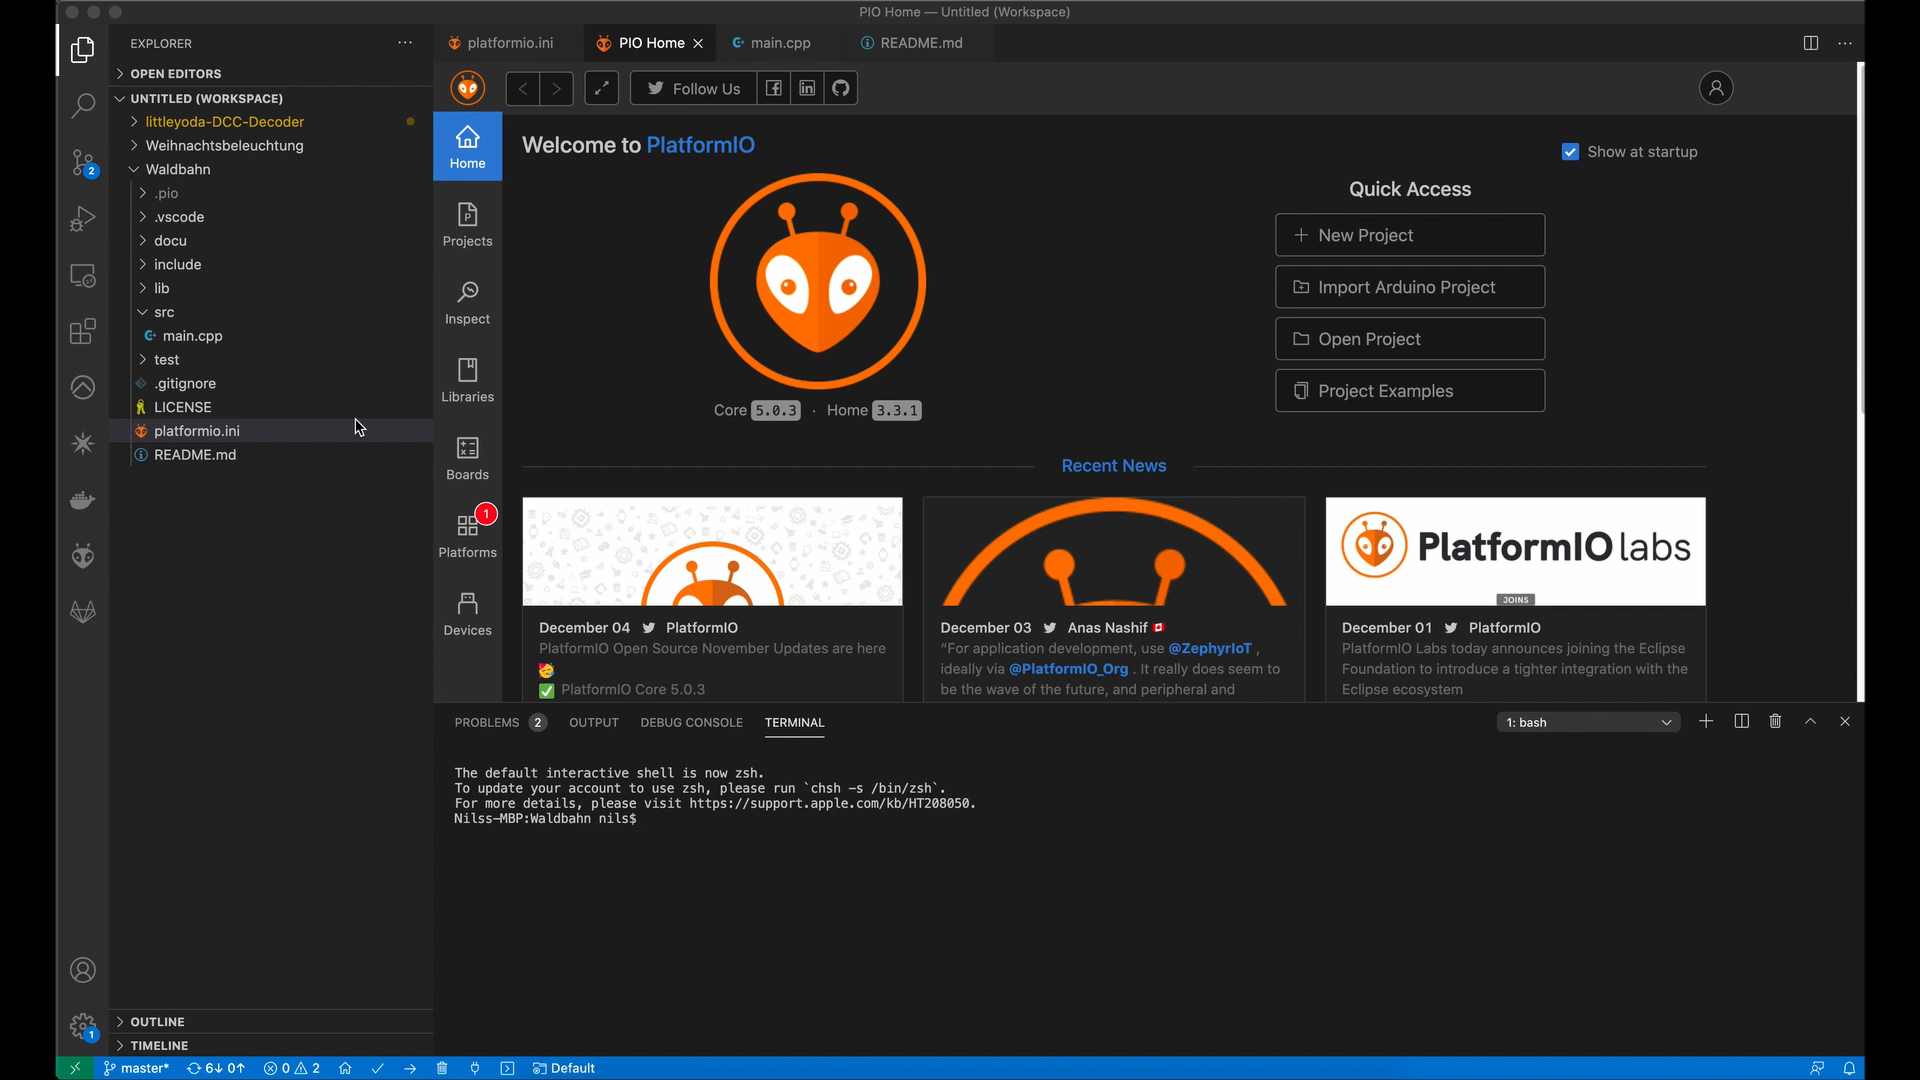 PIO Home — Untitled (Workspace)
EXPLORER
platformio.ini
PIO Home
main.cpp
README.md
OPEN EDITORS
UNTITLED (WORKSPACE)
littleyoda-DCC-Decoder
Weihnachtsbeleuchtung
Waldbahn
.pio
.vscode
docu
include
lib
src
main.cpp
test
.gitignore
LICENSE
platformio.ini
README.md
OUTLINE
TIMELINE
2
1
Follow Us
Home
Projects
Inspect
Libraries
Boards
1
Platforms
Devices
Welcome to PlatformIO
Show at startup
Core 5.0.3 · Home 3.3.1
Quick Access
New Project
Import Arduino Project
Open Project
Project Examples
Recent News
December 04 PlatformIO
PlatformIO Open Source November Updates are here
🥳
✅ PlatformIO Core 5.0.3
December 03 Anas Nashif 🇨🇦
“For application development, use @ZephyrIoT ,
ideally via @PlatformIO_Org . It really does seem to
be the wave of the future, and peripheral and
PlatformIO labs
JOINS
December 01 PlatformIO
PlatformIO Labs today announces joining the Eclipse
Foundation to introduce a tighter integration with the
Eclipse ecosystem
PROBLEMS 2 OUTPUT DEBUG CONSOLE TERMINAL
1: bash
The default interactive shell is now zsh.
To update your account to use zsh, please run `chsh -s /bin/zsh`.
For more details, please visit https://support.apple.com/kb/HT208050.
Nilss-MBP:Waldbahn nils$
master* 6↓ 0↑ 0 2 Default